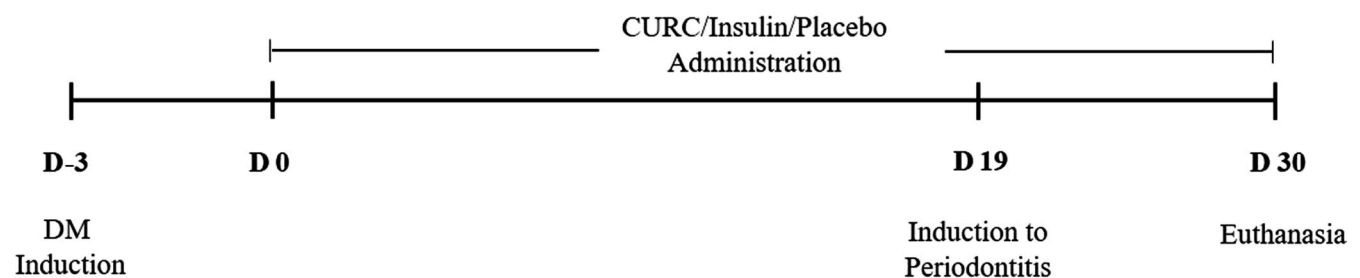 CURC/Insulin/Placebo
Administration
D-3
D 0
D 19
D 30
DM
Induction
Induction to
Periodontitis
Euthanasia